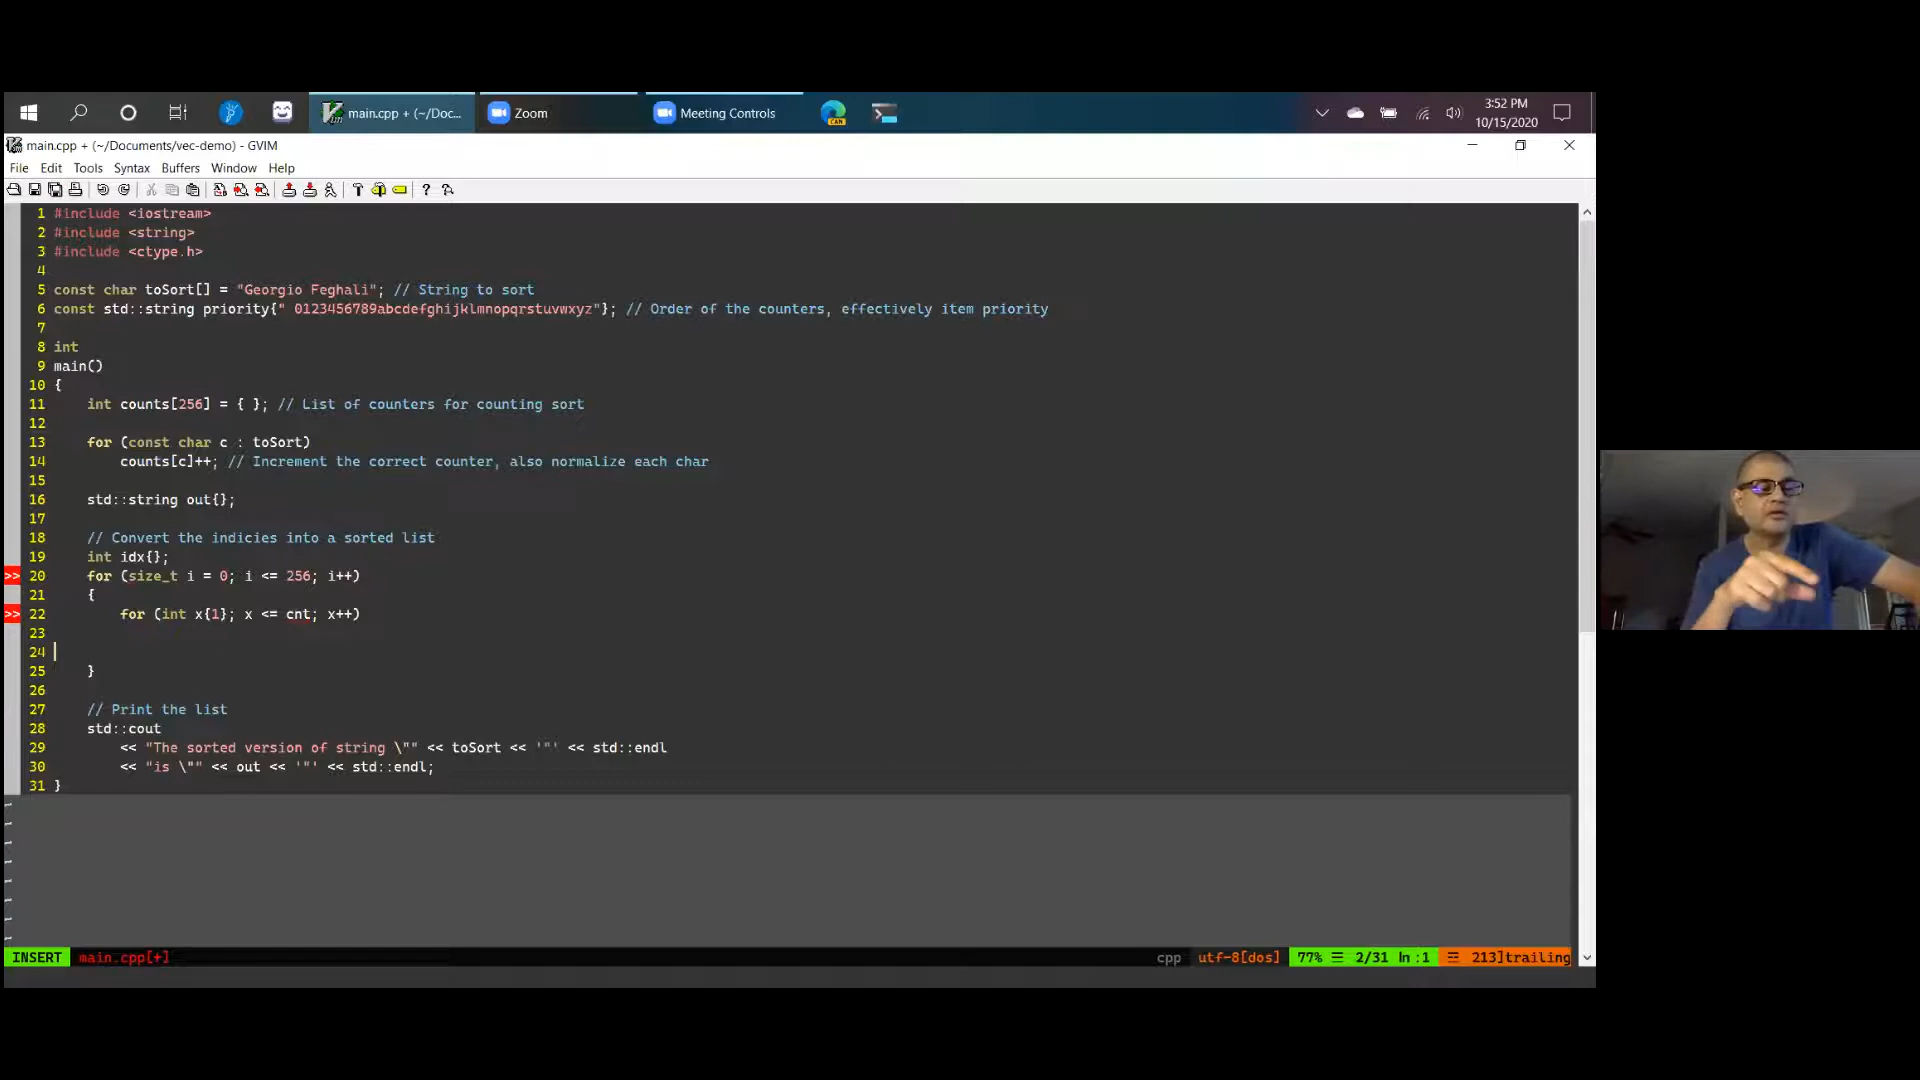 main.cpp + (~/Doc...
Zoom
Meeting Controls
CAN
3:52 PM
10/15/2020
main.cpp + (~/Documents/vec-demo) - GVIM
File Edit Tools Syntax Buffers Window Help
1 #include <iostream>
2 #include <string>
3 #include <ctype.h>
4
5 const char toSort[] = "Georgio Feghali"; // String to sort
6 const std::string priority{" 0123456789abcdefghijklmnopqrstuvwxyz"}; // Order of the counters, effectively item priority
7
8 int
9 main()
10 {
11 int counts[256] = { }; // List of counters for counting sort
12
13 for (const char c : toSort)
14 counts[c]++; // Increment the correct counter, also normalize each char
15
16 std::string out{};
17
18 // Convert the indicies into a sorted list
19 int idx{};
>> 20 for (size_t i = 0; i <= 256; i++)
21 {
>> 22 for (int x{1}; x <= cnt; x++)
23
24
25 }
26
27 // Print the list
28 std::cout
29 << "The sorted version of string \"" << toSort << '"' << std::endl
30 << "is \"" << out << '"' << std::endl;
31 }
~
~
~
~
~
~
~
~
INSERT main.cpp[+] cpp utf-8[dos] 77% ☰ 2/31 ln :1 ☲ 213]trailing